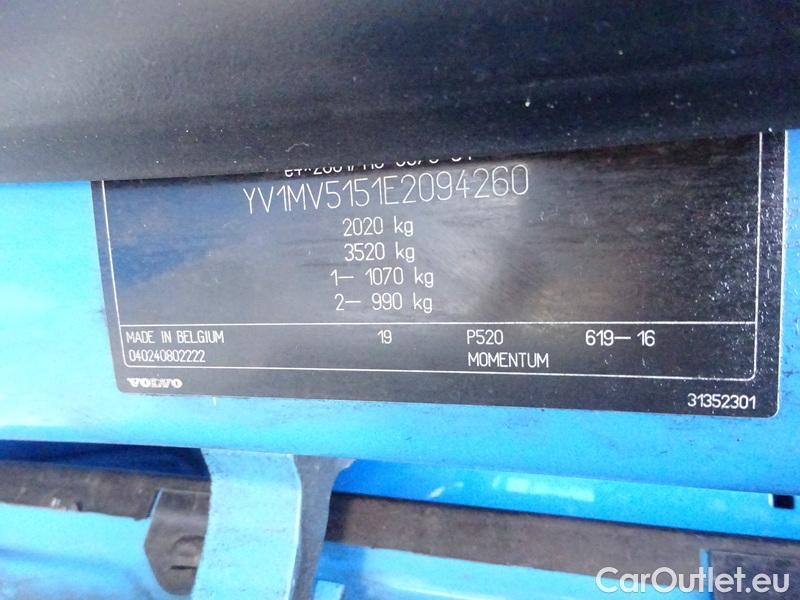 YV1MV5151E2094260
2020 kg
3520 kg
1– 1070 kg
2– 990 kg
MADE IN BELGIUM 19 P520 619–16
040240802222 MOMENTUM
VOLVO
31352301
CarOutlet.eu